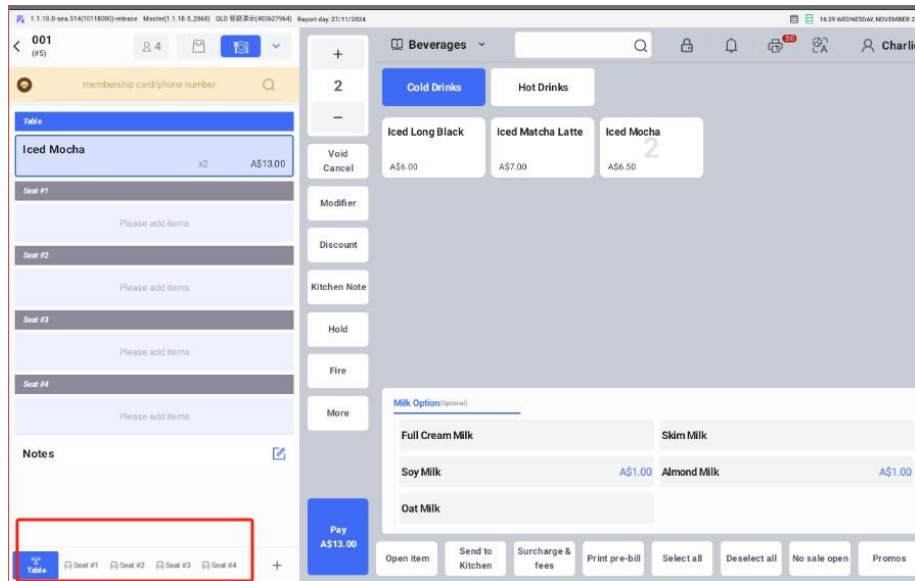 1.1.18.0-sea.514(10118000)-release Master(1.1.18.0_2860) Report day: 27/11/2024
16:29 WEDNESDAY, NOVEMBER 2
001
(#5)
4
membership card/phone number
Table
Iced Mocha
x2 A$13.00
Seat #1
Please add items
Seat #2
Please add items
Seat #3
Please add items
Seat #4
Please add items
Notes
Table
Seat #1
Seat #2
Seat #3
Seat #4
+
+
2
−
Void
Cancel
Modifier
Discount
Kitchen Note
Hold
Fire
More
Pay
A$13.00
Beverages
30
Charlie
Cold Drinks
Hot Drinks
Iced Long Black
A$6.00
Iced Matcha Latte
A$7.00
Iced Mocha
2
A$6.50
Milk Option(Optional)
Full Cream Milk
Skim Milk
Soy Milk A$1.00
Almond Milk A$1.00
Oat Milk
Open item
Send to
Kitchen
Surcharge &
fees
Print pre-bill
Select all
Deselect all
No sale open
Promos